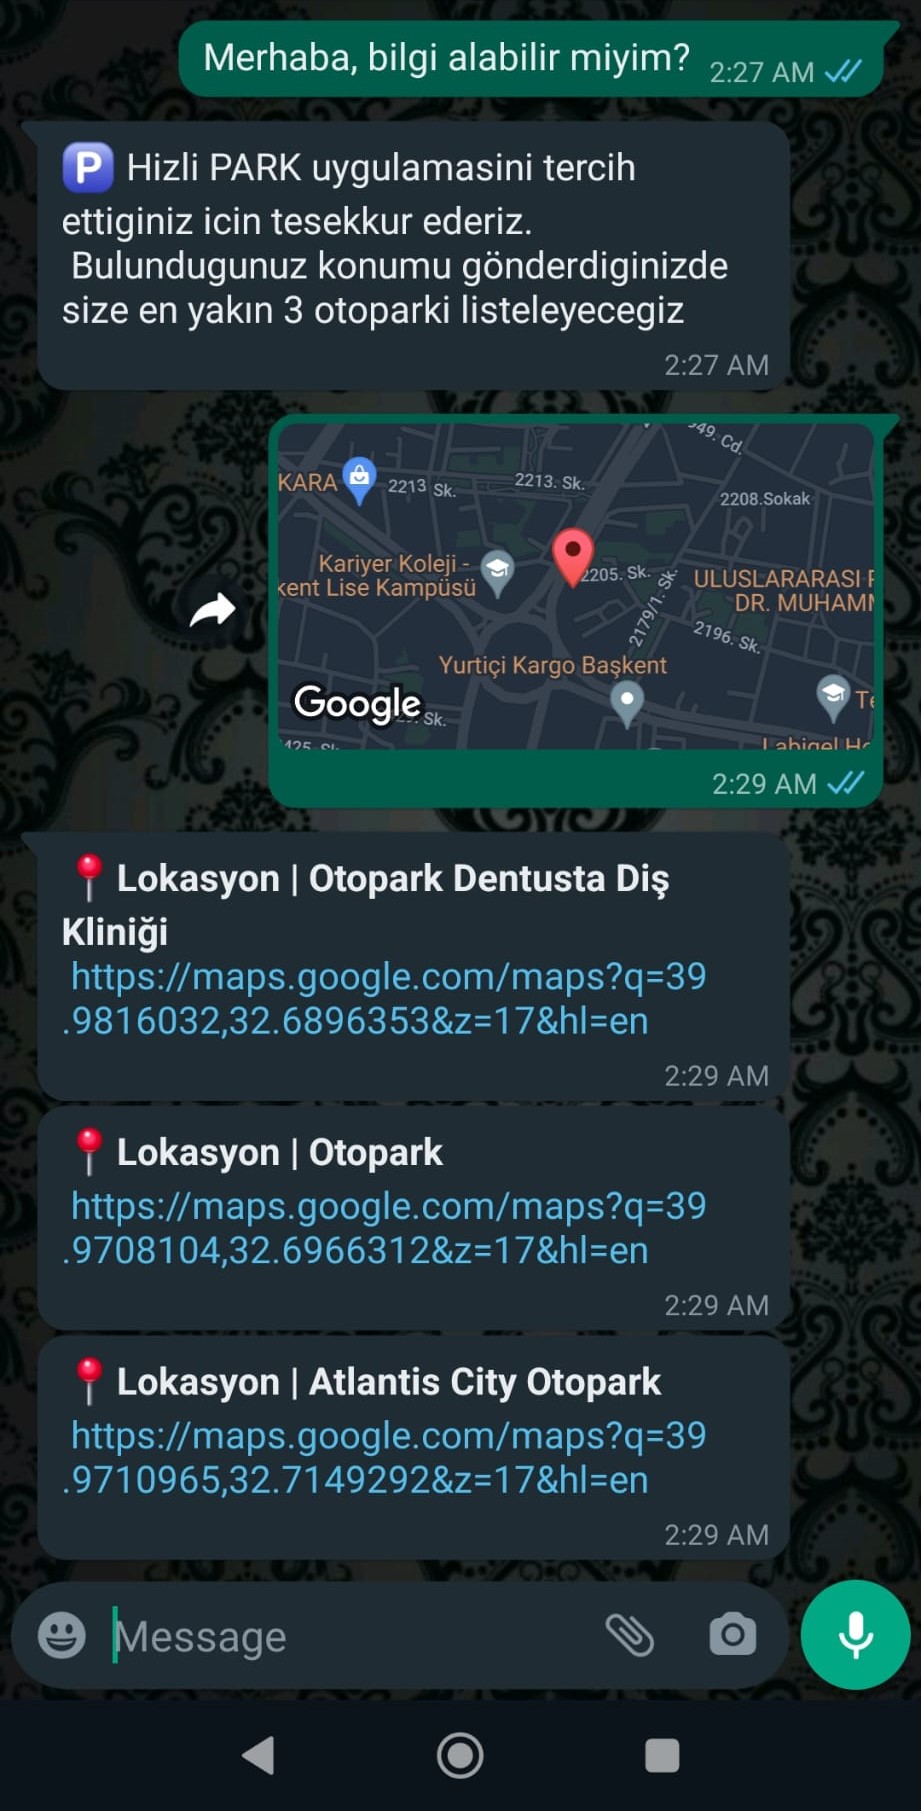 Merhaba, bilgi alabilir miyim?
2:27 AM
P Hizli PARK uygulamasini tercih
ettiginiz icin tesekkur ederiz.
Bulundugunuz konumu gönderdiginizde
size en yakın 3 otoparki listeleyecegiz
2:27 AM
349. Cd.
KARA
2213 Sk.
2213. Sk.
2208.Sokak
Kariyer Koleji -
kent Lise Kampüsü
2205. Sk.
2179/1. Sk.
ULUSLARARASI
DR. MUHAMM
2196. Sk.
Yurtiçi Kargo Başkent
Google
Sk.
2:29 AM
Lokasyon | Otopark Dentusta Diş
Kliniği
https://maps.google.com/maps?q=39
.9816032,32.6896353&z=17&hl=en
2:29 AM
Lokasyon | Otopark
https://maps.google.com/maps?q=39
.9708104,32.6966312&z=17&hl=en
2:29 AM
Lokasyon | Atlantis City Otopark
https://maps.google.com/maps?q=39
.9710965,32.7149292&z=17&hl=en
2:29 AM
Message